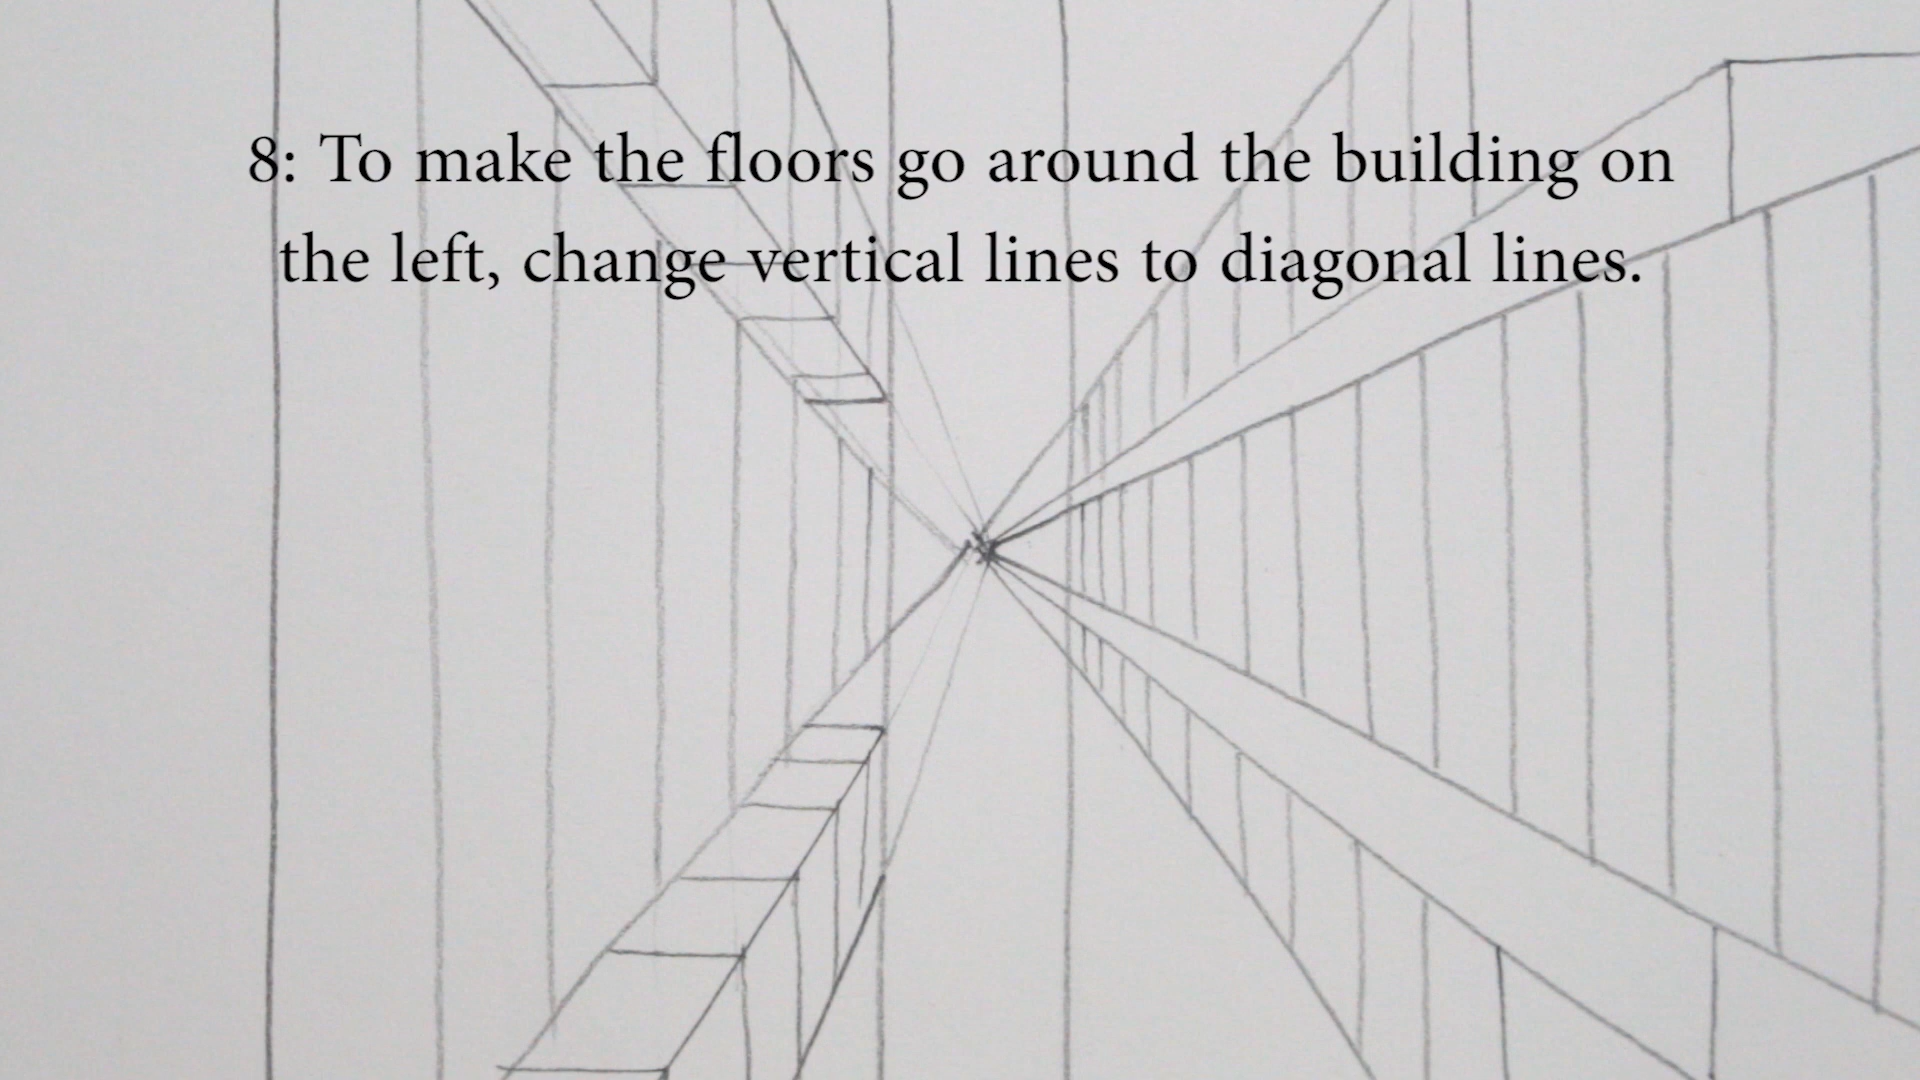 8: To make the floors go around the building on
the left, change vertical lines to diagonal lines.